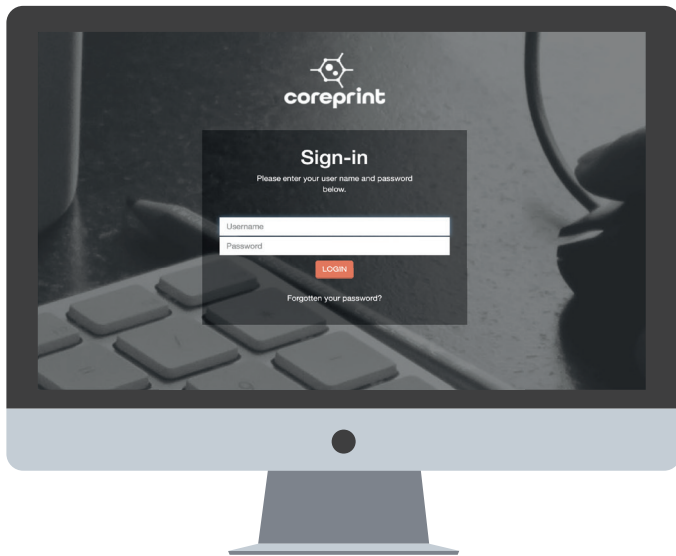 coreprint
Sign-in
Please enter your user name and password
below.
Username
Password
LOGIN
Forgotten your password?